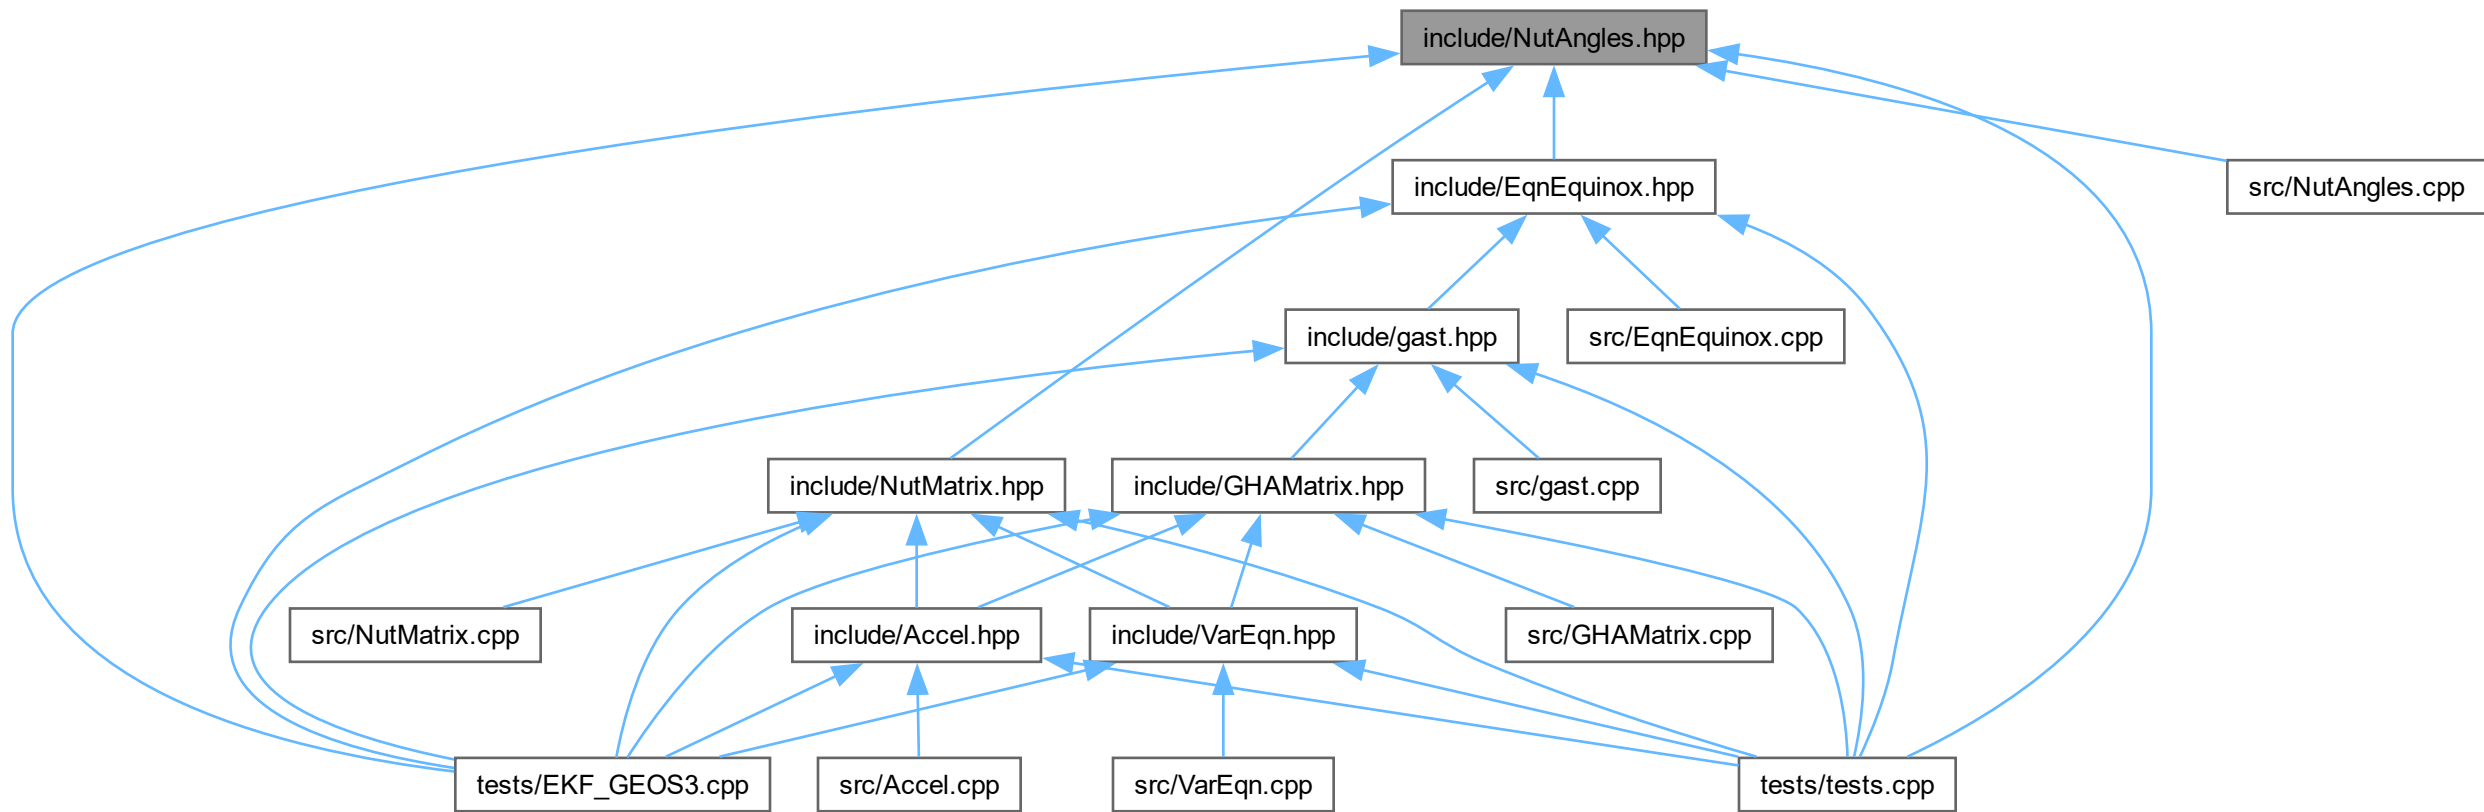 include/NutAngles.hpp
include/EqnEquinox.hpp
src/NutAngles.cpp
include/gast.hpp
src/EqnEquinox.cpp
include/NutMatrix.hpp
include/GHAMatrix.hpp
src/gast.cpp
src/NutMatrix.cpp
include/Accel.hpp
include/VarEqn.hpp
src/GHAMatrix.cpp
tests/EKF_GEOS3.cpp
src/Accel.cpp
src/VarEqn.cpp
tests/tests.cpp